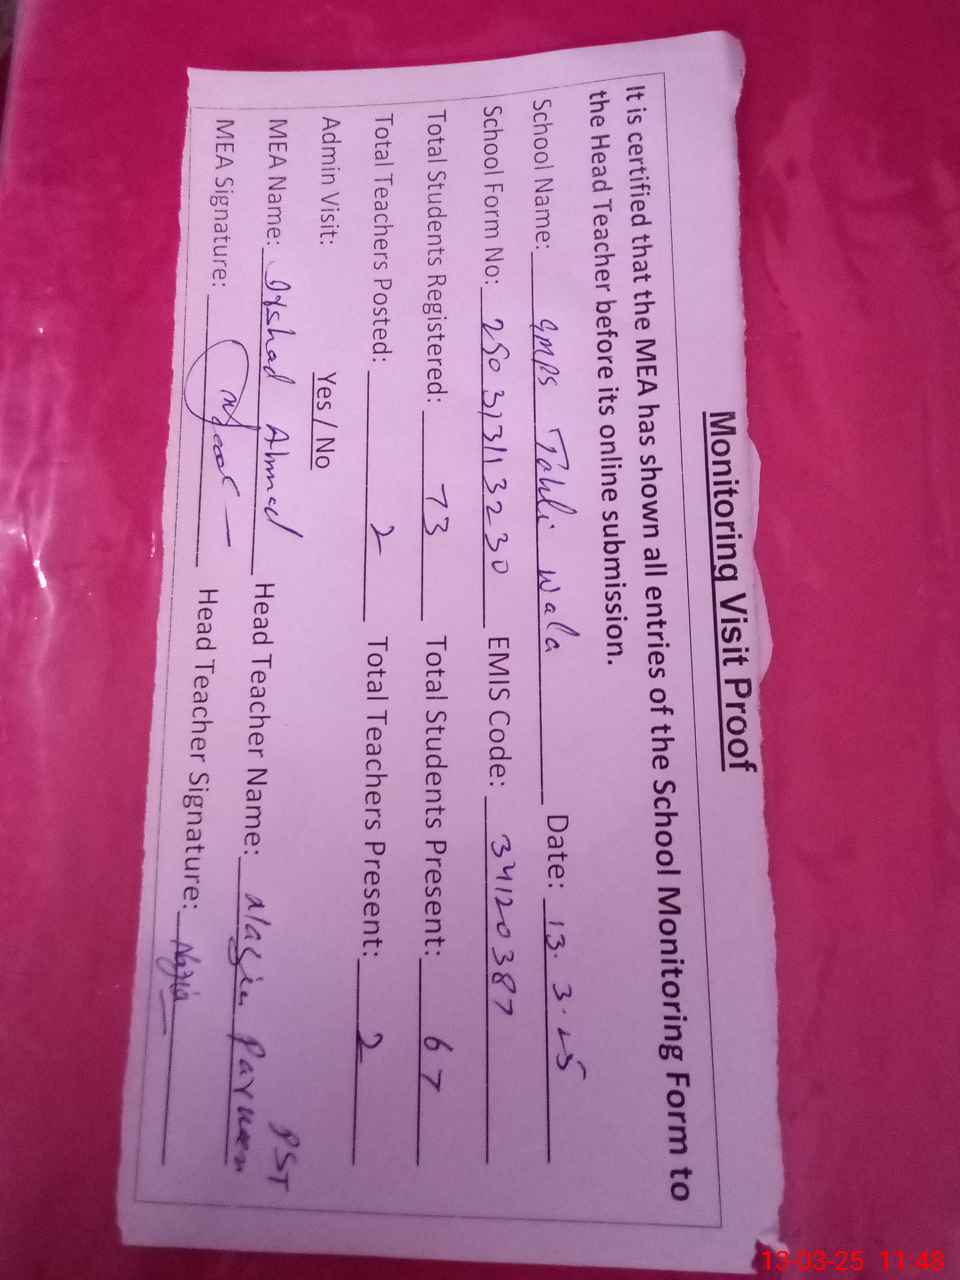 Monitoring Visit Proof
It is certified that the MEA has shown all entries of the School Monitoring Form to
the Head Teacher before its online submission.
School Name: GMPS Tahli wala Date: 13.3.25
School Form No: 250313113230 EMIS Code: 34120387
Total Students Registered: 73 Total Students Present: 67
Total Teachers Posted: 2 Total Teachers Present: 2
Admin Visit: Yes / No
PST
MEA Name: Irshad Ahmed Head Teacher Name: Parveen
MEA Signature: Head Teacher Signature: Nazia
13-03-25 11:48